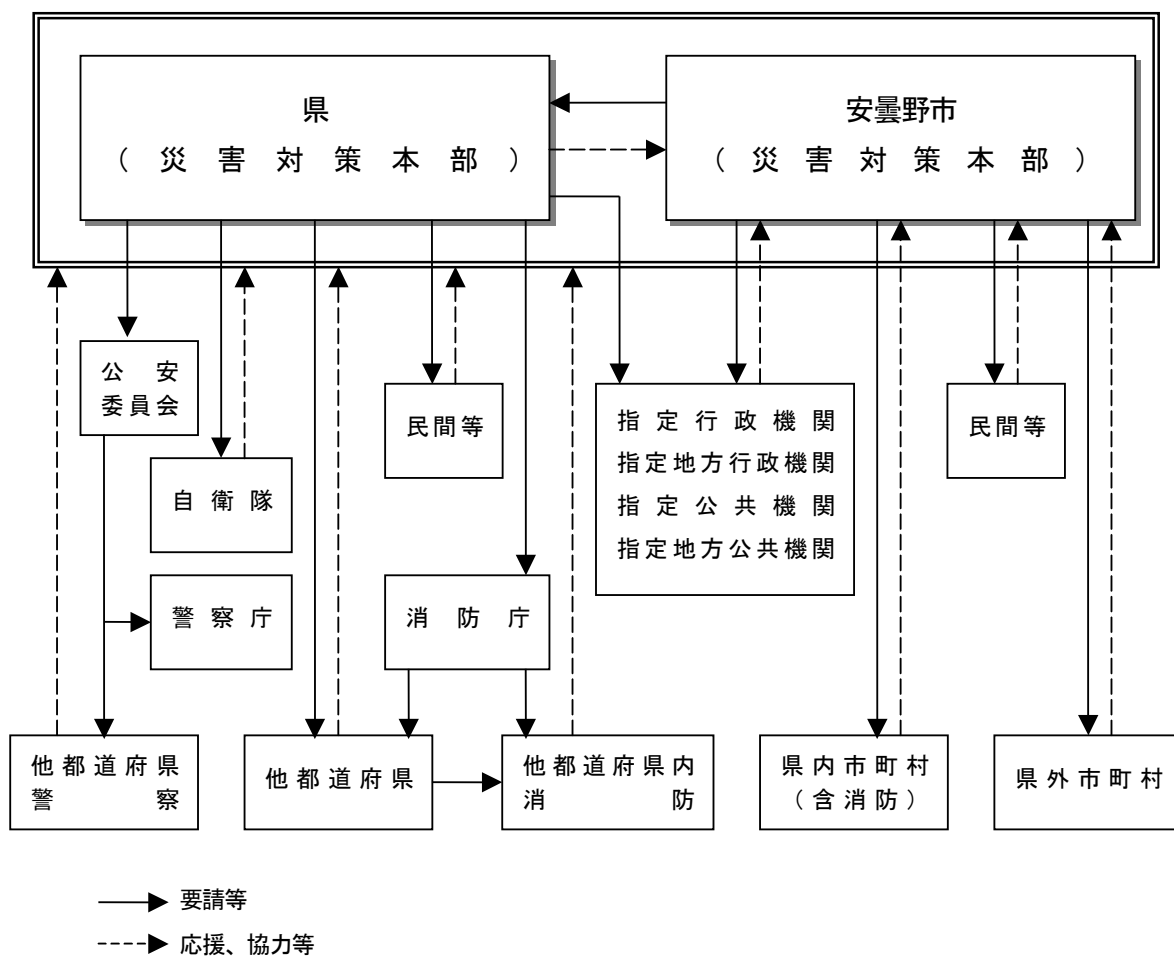 県
（災害対策本部）
安曇野市
（災害対策本部）
公安
委員会
民間等
指定行政機関
指定地方行政機関
指定公共機関
指定地方公共機関
民間等
自衛隊
警察庁
消防庁
他都道府県
警察
他都道府県
他都道府県内
消防
県内市町村
（含消防）
県外市町村
要請等
応援、協力等